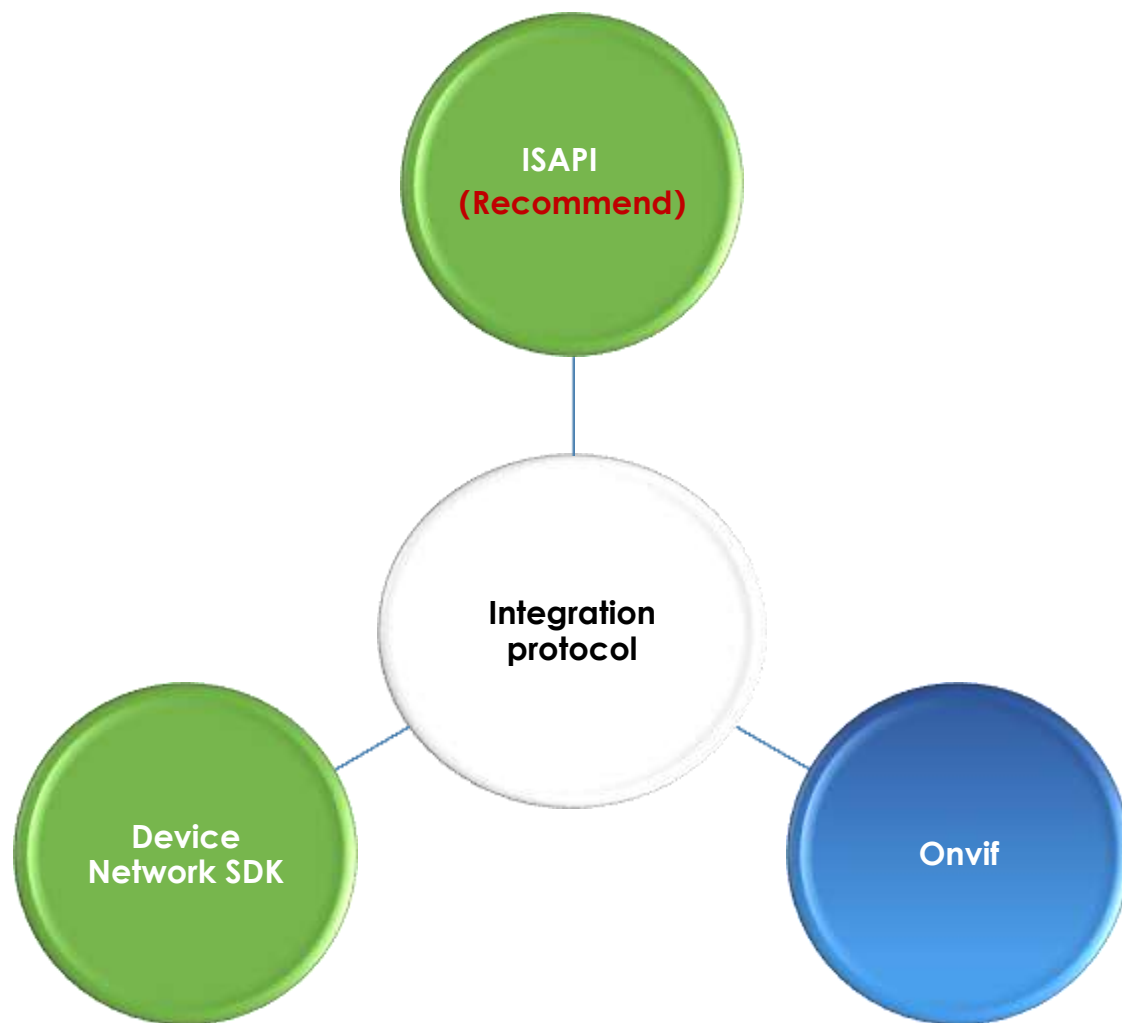 ISAPI
(Recommend)
Integration
protocol
Device
Network SDK
Onvif